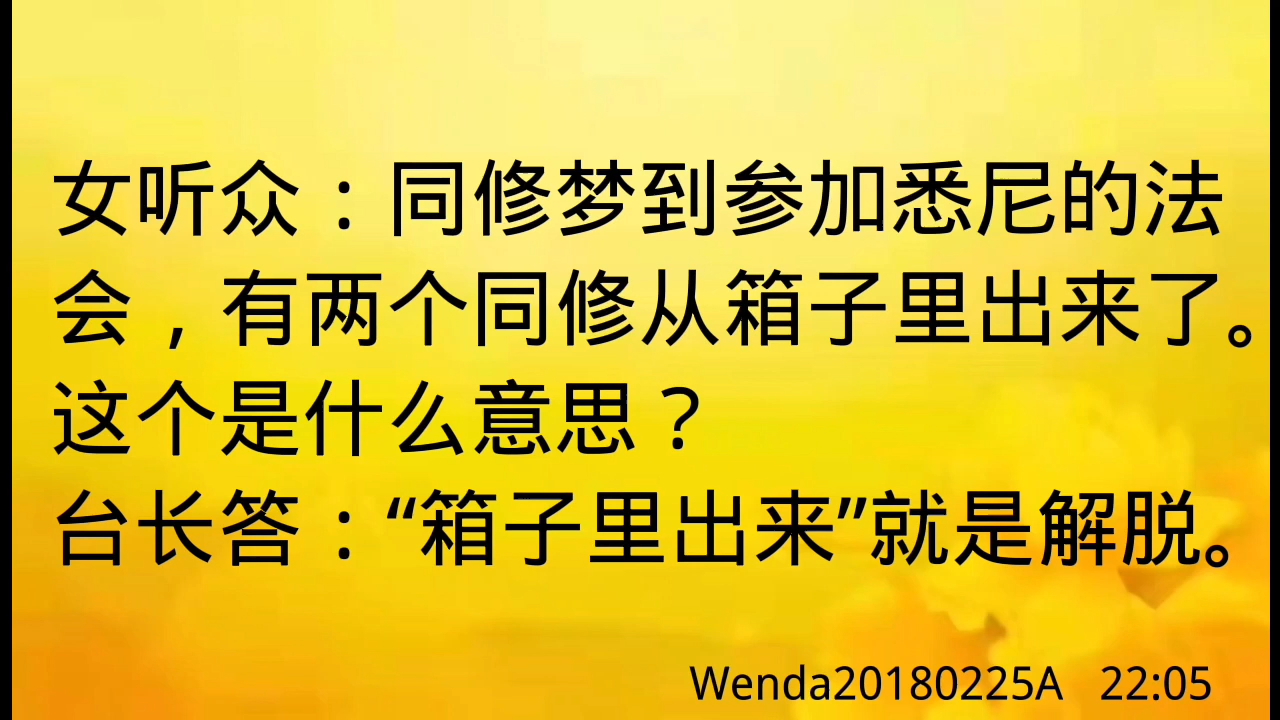 女听众：同修梦到参加悉尼的法
会，有两个同修从箱子里出来了。
这个是什么意思？
台长答：“箱子里出来”就是解脱。
Wenda20180225A 22:05